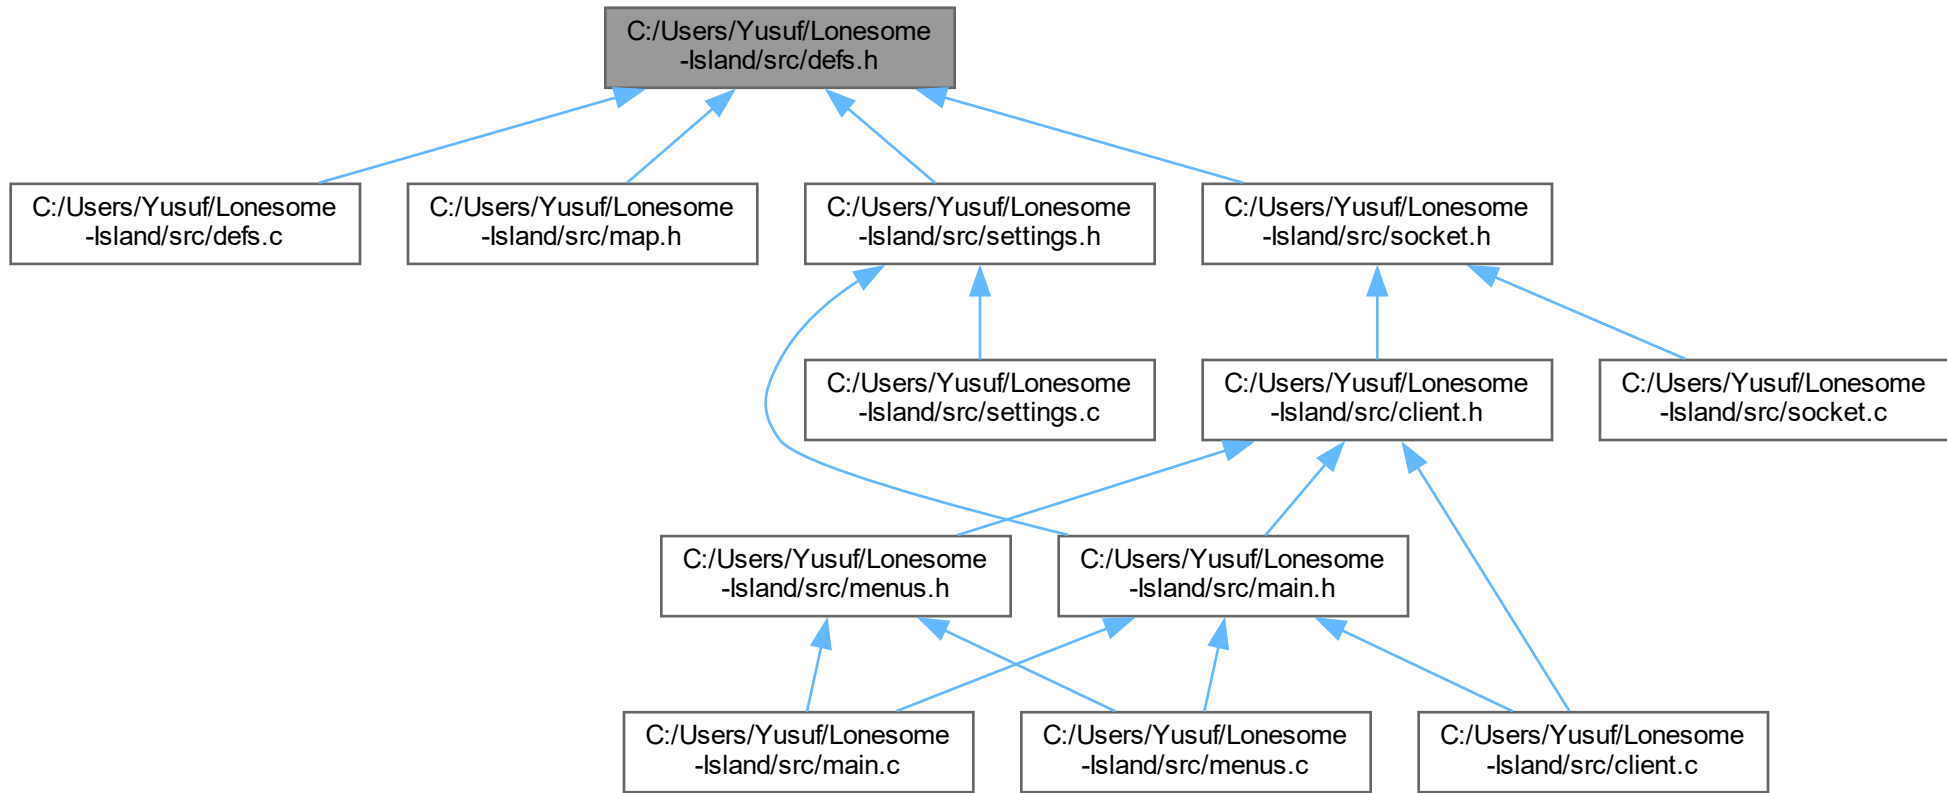 C:/Users/Yusuf/Lonesome
-Island/src/defs.h
C:/Users/Yusuf/Lonesome
-Island/src/defs.c
C:/Users/Yusuf/Lonesome
-Island/src/map.h
C:/Users/Yusuf/Lonesome
-Island/src/settings.h
C:/Users/Yusuf/Lonesome
-Island/src/socket.h
C:/Users/Yusuf/Lonesome
-Island/src/settings.c
C:/Users/Yusuf/Lonesome
-Island/src/client.h
C:/Users/Yusuf/Lonesome
-Island/src/socket.c
C:/Users/Yusuf/Lonesome
-Island/src/menus.h
C:/Users/Yusuf/Lonesome
-Island/src/main.h
C:/Users/Yusuf/Lonesome
-Island/src/main.c
C:/Users/Yusuf/Lonesome
-Island/src/menus.c
C:/Users/Yusuf/Lonesome
-Island/src/client.c